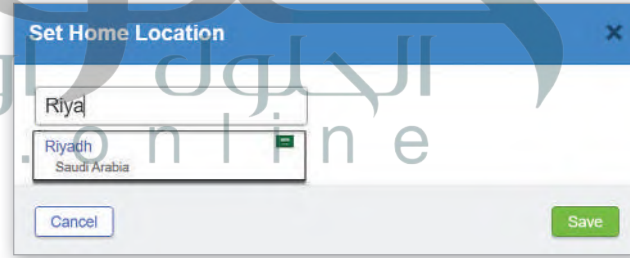 Set Home Location
Riya
Riyadh
Saudi Arabia
Cancel
Save
الحلول
.online